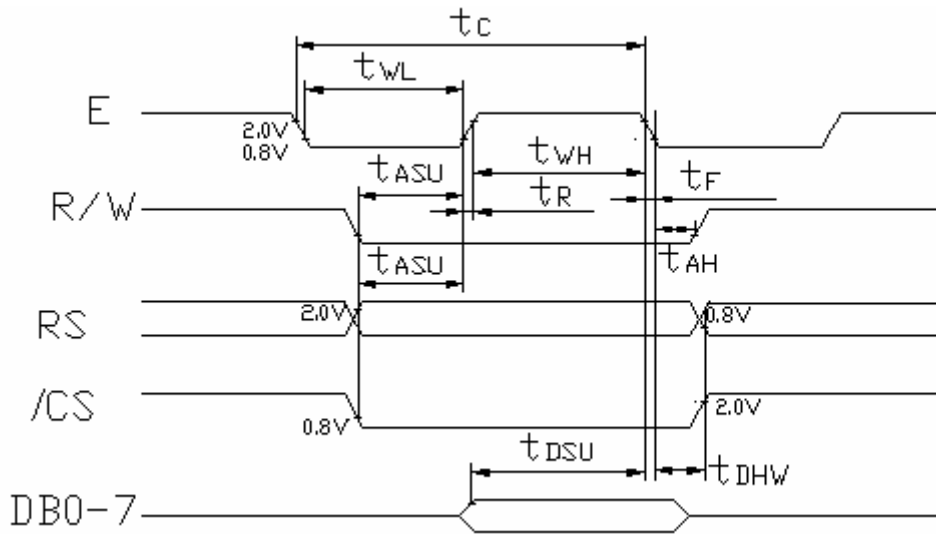 tC
tWL
E
2.0V
0.8V
tWH
tASU
tF
R/W
tR
tASU
tAH
RS
2.0V
0.8V
/CS
0.8V
2.0V
tDSU
tDHW
DB0-7